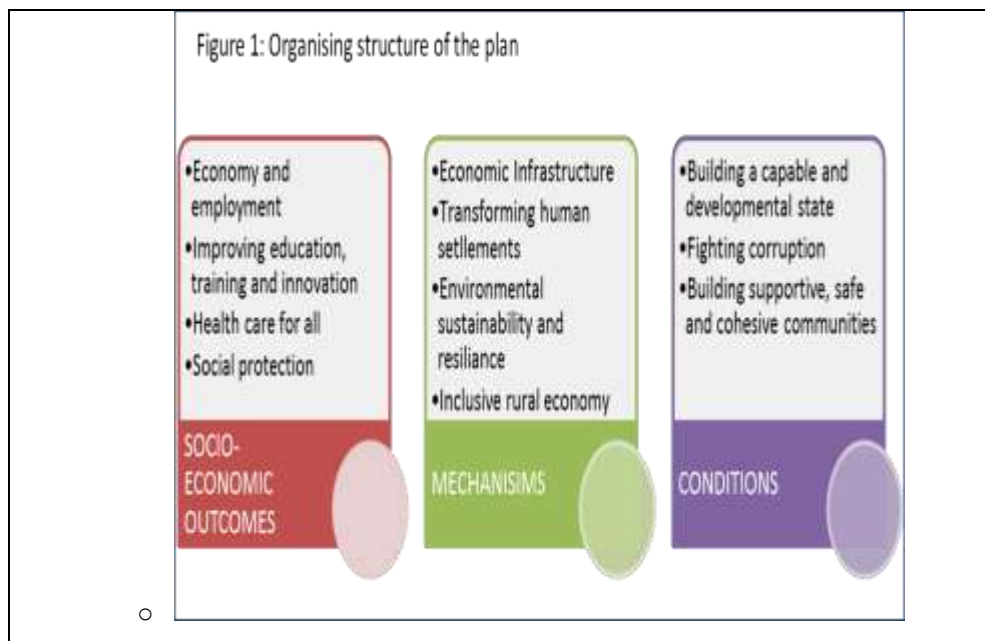 Figure 1: Organising structure of the plan
•Economy and
employment
•Improving education,
training and innovation
•Health care for all
•Social protection
SOCIO-
ECONOMIC
OUTCOMES
•Economic Infrastructure
•Transforming human
setllements
•Environmental
sustainability and
resiliance
•Inclusive rural economy
MECHANISIMS
•Building a capable and
developmental state
•Fighting corruption
•Building supportive, safe
and cohesive communities
CONDITIONS